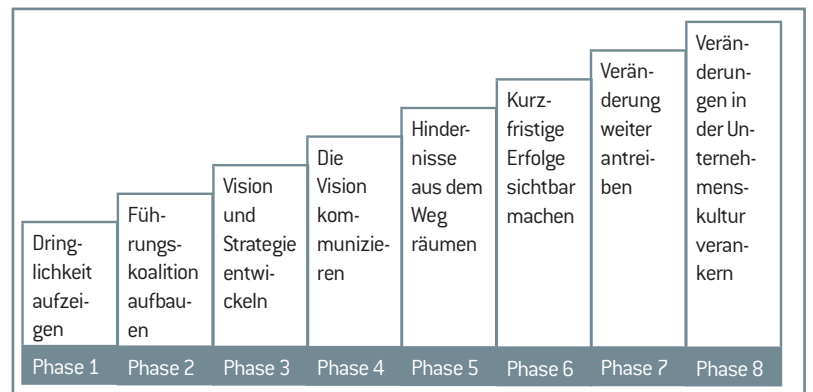 Dring-
lichkeit
aufzei-
gen
Phase 1
Füh-
rungs-
koalition
aufbau-
en
Phase 2
Vision
und
Strategie
entwi-
ckeln
Phase 3
Die
Vision
kom-
munizie-
ren
Phase 4
Hinder-
nisse
aus dem
Weg
räumen
Phase 5
Kurz-
fristige
Erfolge
sichtbar
machen
Phase 6
Verän-
derung
weiter
antrei-
ben
Phase 7
Verän-
derun-
gen in
der Un-
terneh-
mens-
kultur
veran-
kern
Phase 8